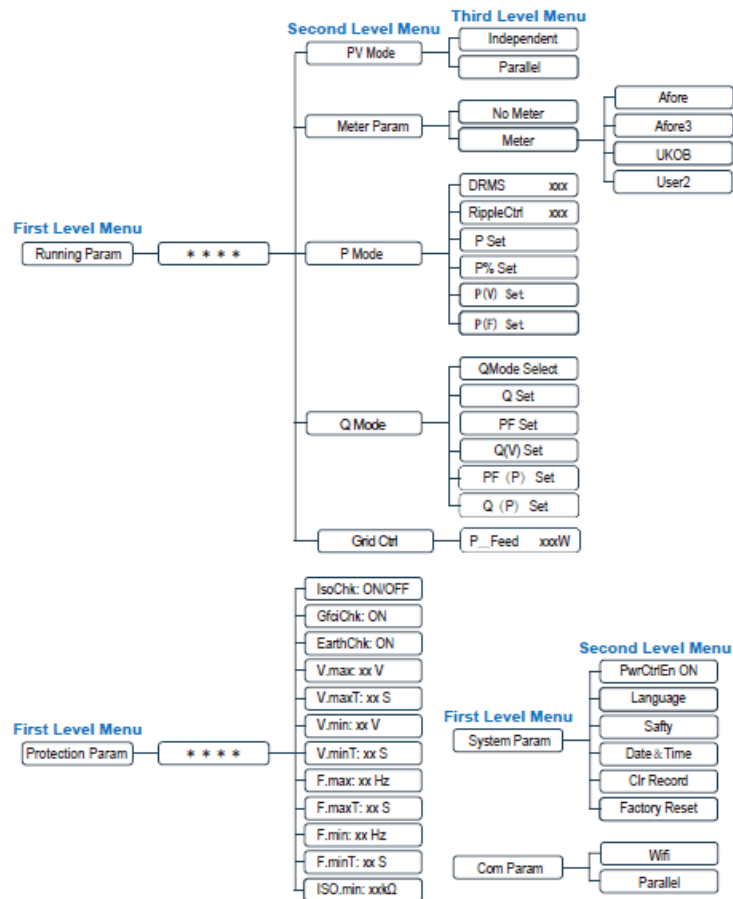 Second Level Menu
Third Level Menu
PV Mode
Independent
Parallel
Meter Param
No Meter
Meter
Afore
Afore3
UKOB
User2
First Level Menu
Running Param
* * * *
P Mode
DRMS xxx
RippleCtrl xxx
P Set
P% Set
P(V) Set
P(F) Set
Q Mode
QMode Select
Q Set
PF Set
Q(V) Set
PF (P) Set
Q (P) Set
Grid Ctrl
P__Feed xxxW
First Level Menu
Protection Param
* * * *
IsoChk: ON/OFF
GfciChk: ON
EarthChk: ON
V.max: xx V
V.maxT: xx S
V.min: xx V
V.minT: xx S
F.max: xx Hz
F.maxT: xx S
F.min: xx Hz
F.minT: xx S
ISO.min: xxkΩ
Second Level Menu
First Level Menu
System Param
PwrCtrlEn ON
Language
Safty
Date & Time
Clr Record
Factory Reset
Com Param
Wifi
Parallel